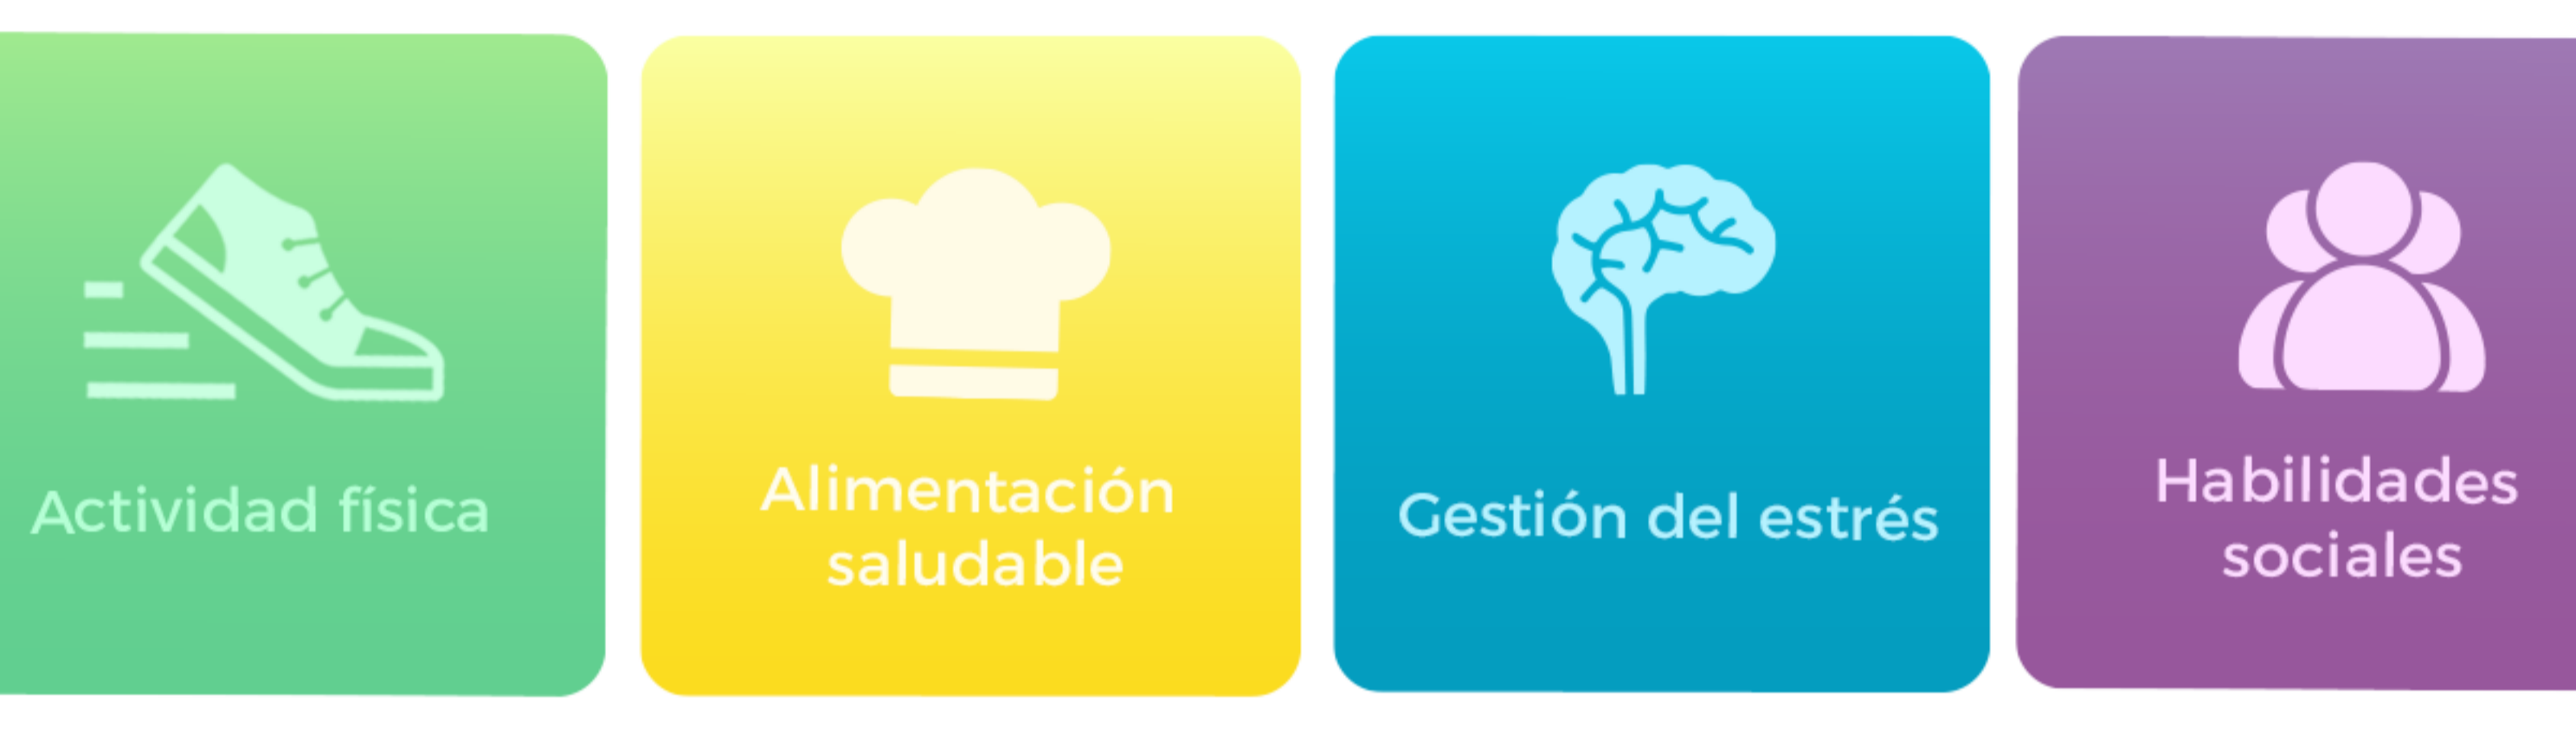 Actividad física
Alimentación
saludable
Gestión del estrés
Habilidades
sociales